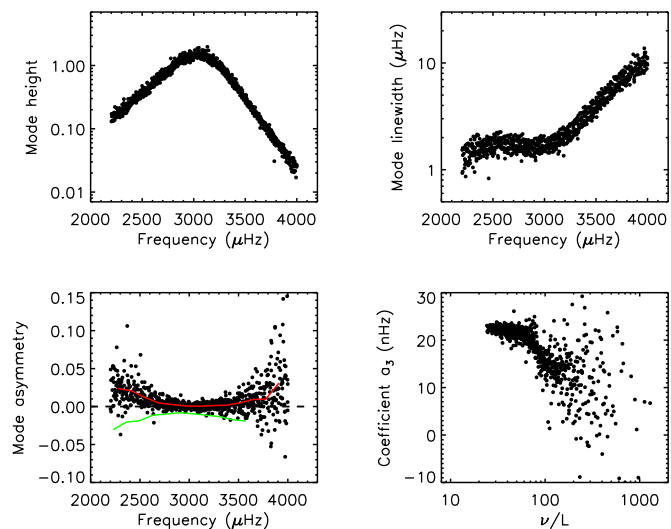 1.00
0.10
0.01
Mode height
2000 2500 3000 3500 4000
Frequency (μHz)
10
1
Mode linewidth (μHz)
2000 2500 3000 3500 4000
Frequency (μHz)
0.15
0.10
0.05
0.00
−0.05
−0.10
Mode asymmetry
2000 2500 3000 3500 4000
Frequency (μHz)
30
20
10
0
−10
Coefficient a₃ (nHz)
10 100 1000
ν/L